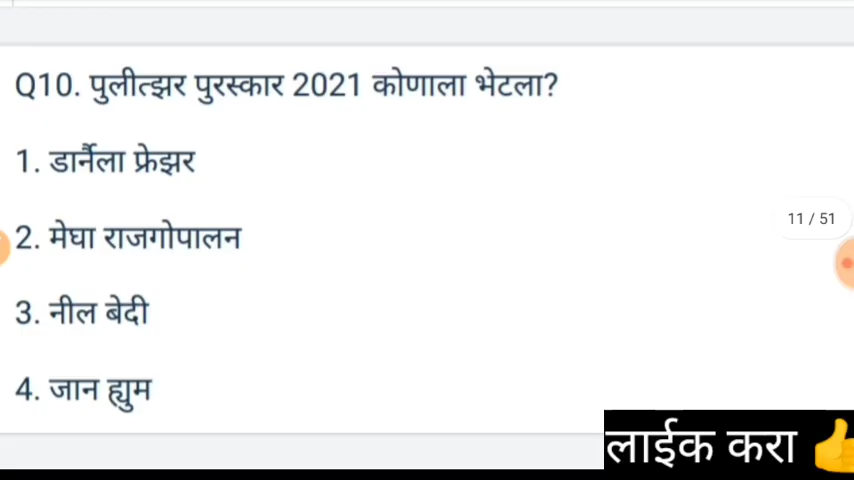 Q10. पुलीत्झर पुरस्कार 2021 कोणाला भेटला?
1. डार्नैला फ्रेझर
11 / 51
2. मेघा राजगोपालन
3. नील बेदी
4. जान ह्युम
लाईक करा